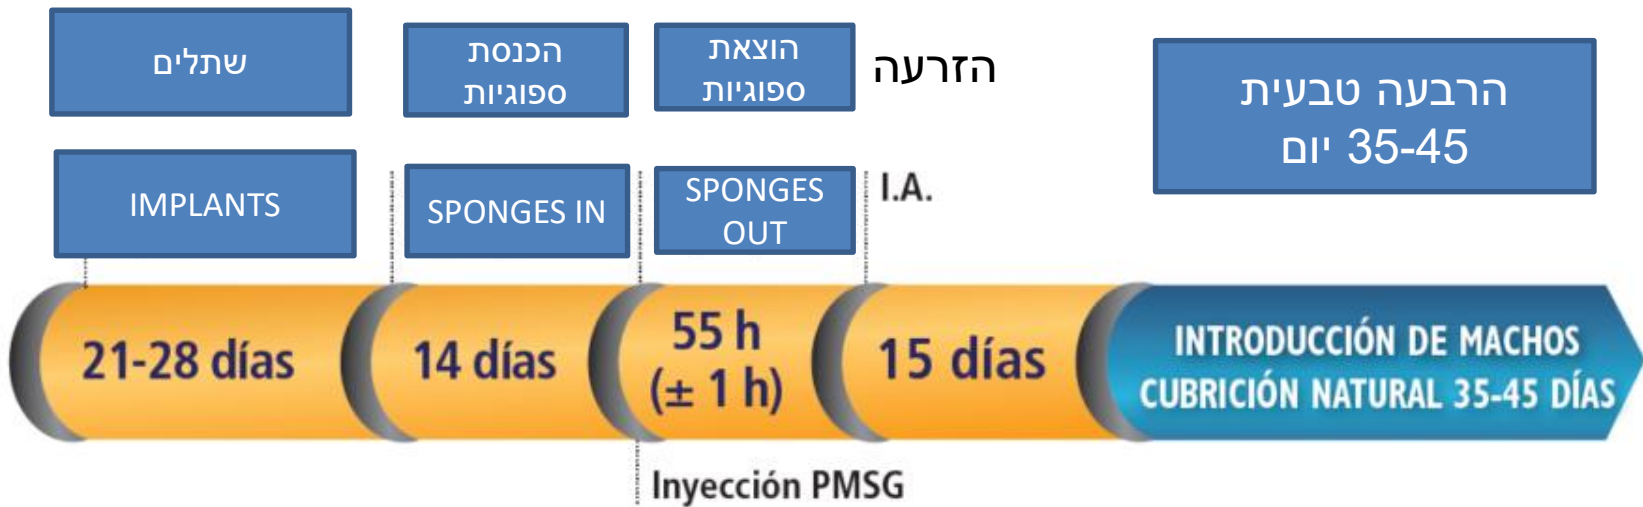 שתלים
הכנסת
ספוגיות
הוצאת
ספוגיות
הזרעה
הרבעה טבעית
35-45 יום
IMPLANTS
SPONGES IN
SPONGES
OUT
I.A.
21-28 días
14 días
55 h
(± 1 h)
15 días
INTRODUCCIÓN DE MACHOS
CUBRICIÓN NATURAL 35-45 DÍAS
Inyección PMSG